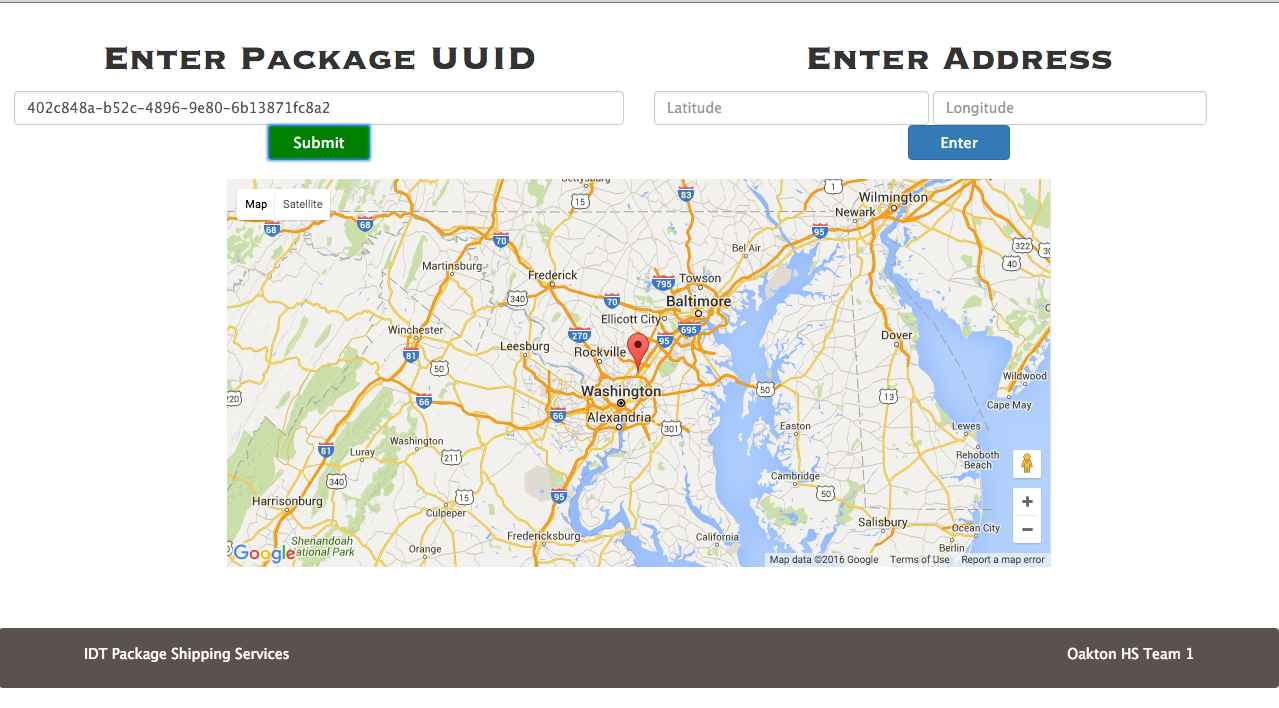 Enter Package UUID
Enter Address
402c848a-b52c-4896-9e80-6b13871fc8a2
Latitude
Longitude
Submit
Enter
Map
Satellite
Gettysburg
15
83
1
Wilmington
Newark
68
68
70
95
Bel Air
322
40
Martinsburg
Frederick
340
70
795
Towson
Baltimore
Ellicott City
695
Winchester
270
95
Dover
Leesburg
Rockville
81
50
Washington
50
Wildwood
220
66
66
13
Cape May
Alexandria
301
Easton
Lewes
Washington
81
Luray
211
Rehoboth
Beach
340
15
95
Cambridge
50
Harrisonburg
Culpeper
Salisbury
Ocean City
Fredericksburg
California
Shenandoah
National Park
Orange
Berlin
+
−
Google
Map data ©2016 Google
Terms of Use
Report a map error
IDT Package Shipping Services
Oakton HS Team 1